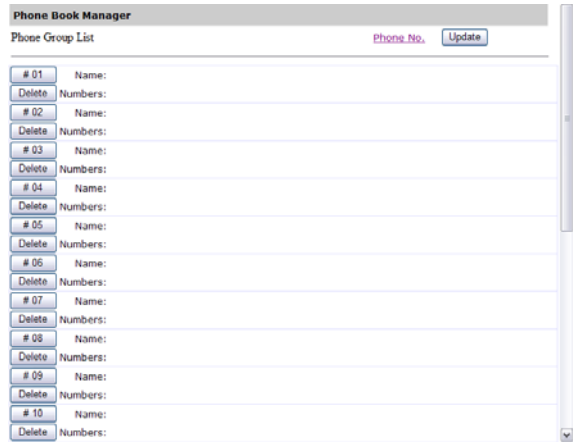 Phone Book Manager
Phone Group List Phone No. Update
# 01 Name:
Delete Numbers:
# 02 Name:
Delete Numbers:
# 03 Name:
Delete Numbers:
# 04 Name:
Delete Numbers:
# 05 Name:
Delete Numbers:
# 06 Name:
Delete Numbers:
# 07 Name:
Delete Numbers:
# 08 Name:
Delete Numbers:
# 09 Name:
Delete Numbers:
# 10 Name:
Delete Numbers: